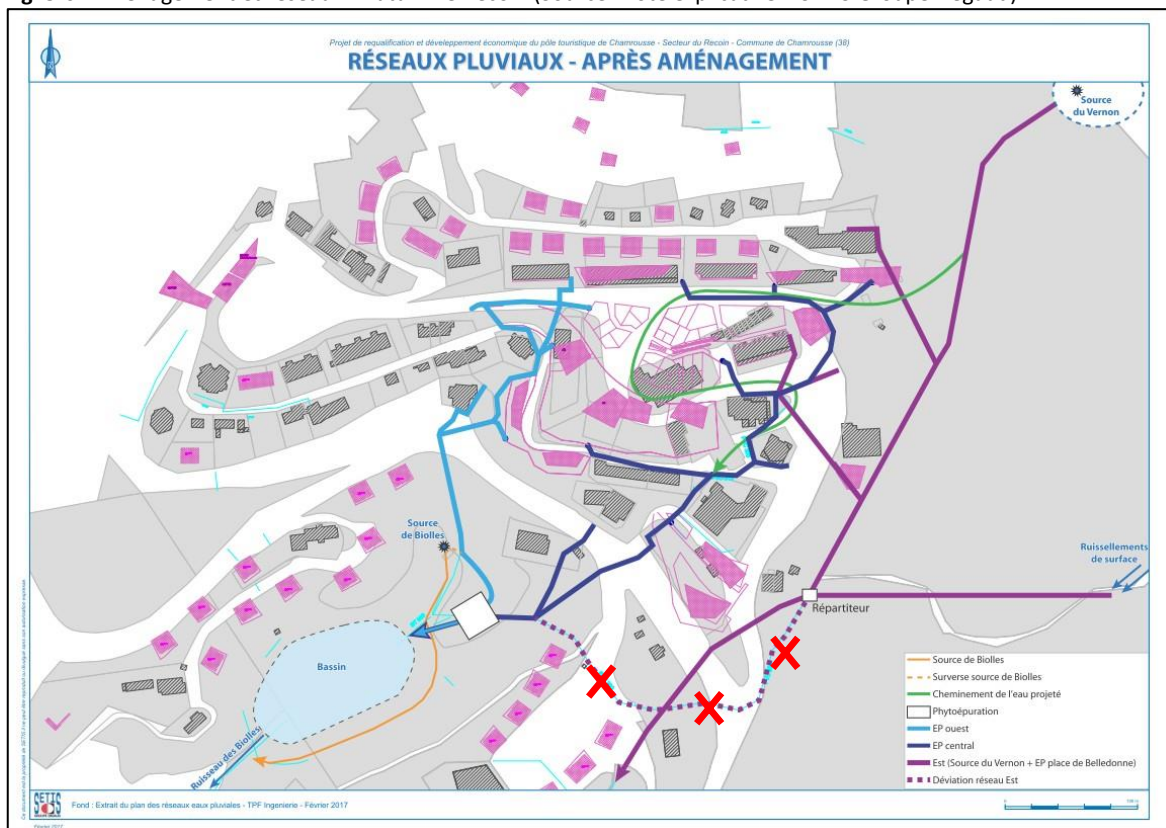 Projet de requalification et développement économique du pôle touristique de Chamrousse - Secteur du Recoin - Commune de Chamrousse (38)
RÉSEAUX PLUVIAUX - APRÈS AMÉNAGEMENT
Source
du Vernon
Source
de Biolles
Ruissellements
de surface
Répartiteur
Bassin
Ruisseau des Biolles
Source de Biolles
Surverse source de Biolles
Cheminement de l'eau projeté
Phytoépuration
EP ouest
EP central
Est (Source du Vernon + EP place de Belledonne)
Déviation réseau Est
SETIS
Fond : Extrait du plan des réseaux eaux pluviales - TPF Ingenierie - Février 2017
Février 2017